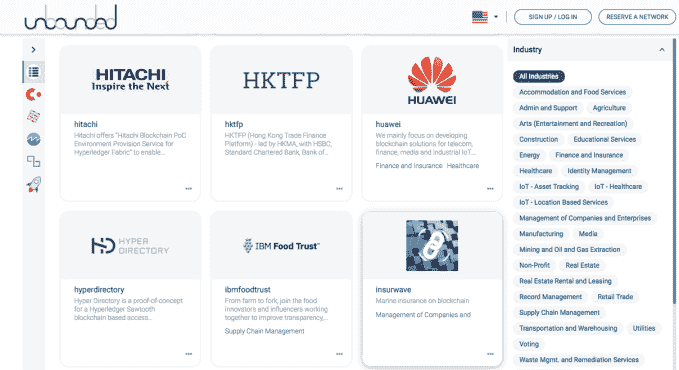 unbounded
SIGN UP / LOG IN
RESERVE A NETWORK
HITACHI
Inspire the Next
hitachi
Hitachi offers "Hitachi Blockchain PoC
Environment Provision Service for
Hyperledger Fabric" to enable...
HKTFP
hktfp
HKTFP (Hong Kong Trade Finance
Platform) - led by HKMA, with HSBC,
Standard Chartered Bank, Bank of...
HUAWEI
huawei
We mainly focus on developing
blockchain solutions for telecom,
finance, media and industrial IoT...
Finance and Insurance Healthcare
HYPER
DIRECTORY
hyperdirectory
Hyper Directory is a proof-of-concept
for a Hyperledger Sawtooth
blockchain based access...
IBM Food Trust™
ibmfoodtrust
From farm to fork, join the food
innovators and influencers working
together to improve transparency,...
Supply Chain Management
insurwave
Marine insurance on blockchain
Management of Companies and
Industry
All Industries
Accommodation and Food Services
Admin and Support Agriculture
Arts (Entertainment and Recreation)
Construction Educational Services
Energy Finance and Insurance
Healthcare Identity Management
IoT - Asset Tracking IoT - Healthcare
IoT - Location Based Services
Management of Companies and Enterprises
Manufacturing Media
Mining and Oil and Gas Extraction
Non-Profit Real Estate
Real Estate Rental and Leasing
Record Management Retail Trade
Supply Chain Management
Transportation and Warehousing Utilities
Voting
Waste Mgmt. and Remediation Services